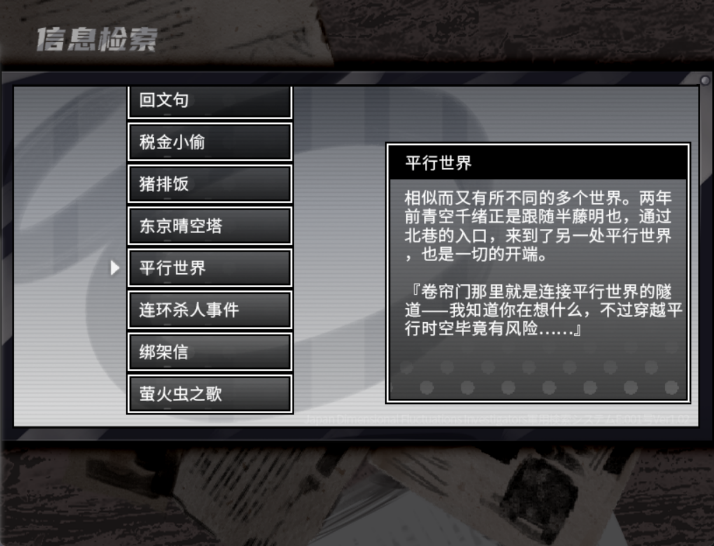 信息检索
回文句
税金小偷
猪排饭
东京晴空塔
平行世界
连环杀人事件
绑架信
萤火虫之歌
平行世界
相似而又有所不同的多个世界。两年
前青空千绪正是跟随半藤明也，通过
北巷的入口，来到了另一处平行世界
，也是一切的开端。
『卷帘门那里就是连接平行世界的隧
道——我知道你在想什么，不过穿越平
行时空毕竟有风险……』